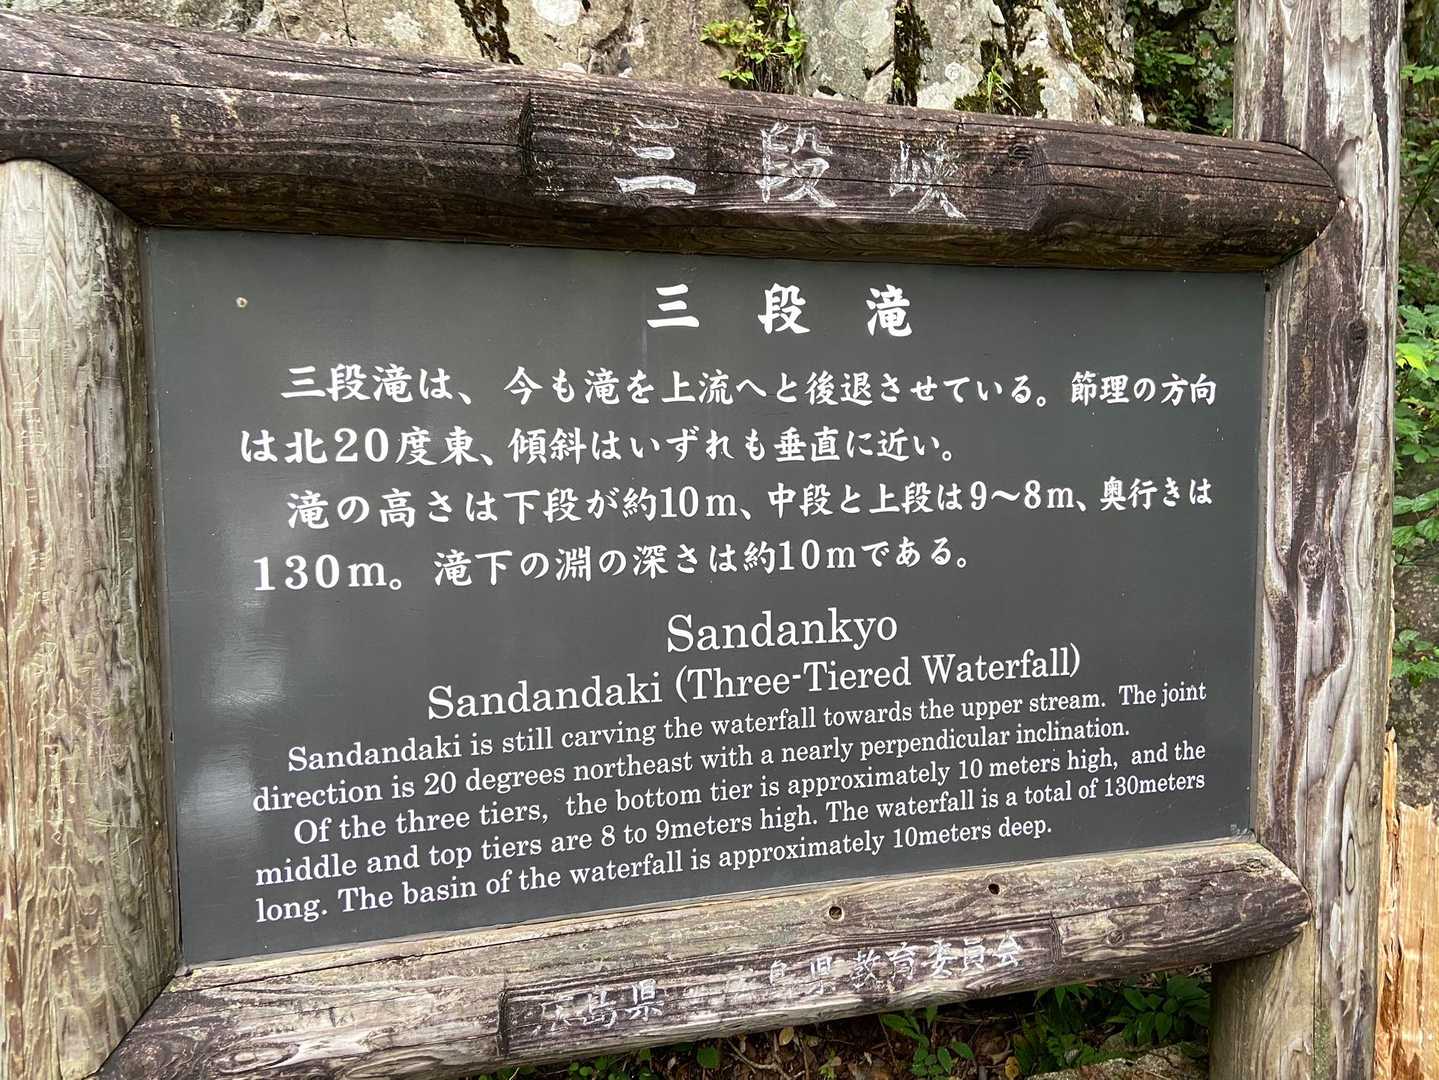 三段峡
三段滝
三段滝は、今も滝を上流へと後退させている。節理の方向
は北20度東、傾斜はいずれも垂直に近い。
滝の高さは下段が約10m、中段と上段は9〜8m、奥行きは
130m。滝下の淵の深さは約10mである。
Sandankyo
Sandandaki (Three-Tiered Waterfall)
Sandandaki is still carving the waterfall towards the upper stream. The joint
direction is 20 degrees northeast with a nearly perpendicular inclination.
Of the three tiers, the bottom tier is approximately 10 meters high, and the
middle and top tiers are 8 to 9meters high. The waterfall is a total of 130meters
long. The basin of the waterfall is approximately 10meters deep.
広島県 島県教育委員会